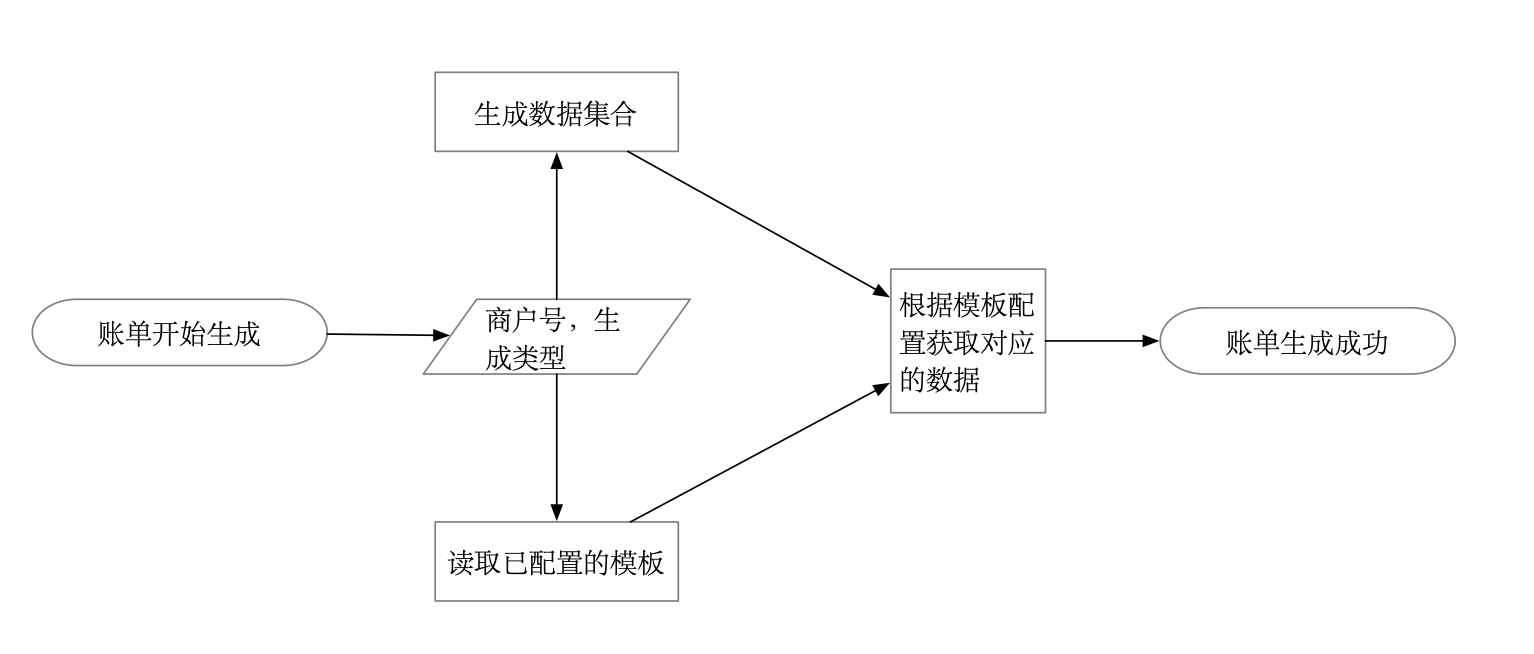 生成数据集合
账单开始生成
商户号，生
成类型
根据模板配
置获取对应
的数据
账单生成成功
读取已配置的模板